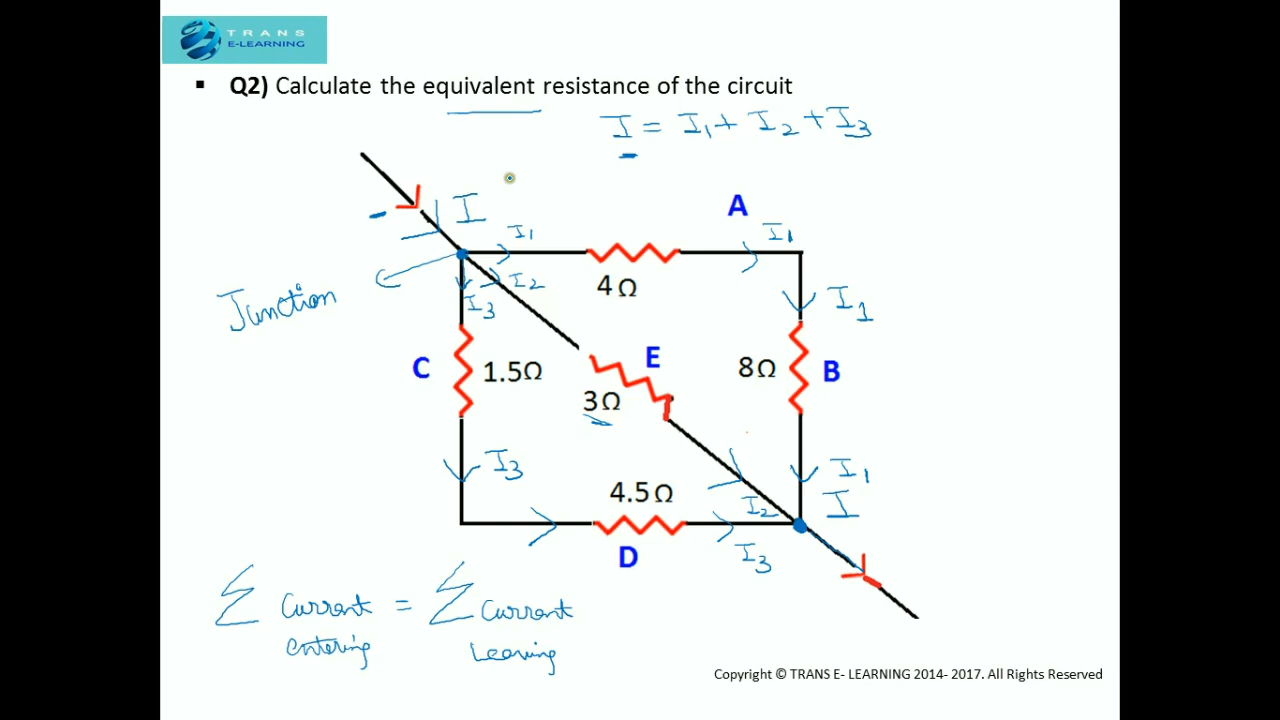 TRANS
E-LEARNING
▪ Q2) Calculate the equivalent resistance of the circuit
I = I1 + I2 + I3
I
A
I1
I1
4Ω
I2
I3
Junction
I1
C
1.5Ω
E
3Ω
8Ω
B
I3
4.5Ω
I1
I
I2
D
I3
∑ Current entering = ∑ Current Leaving
Copyright © TRANS E- LEARNING 2014- 2017. All Rights Reserved